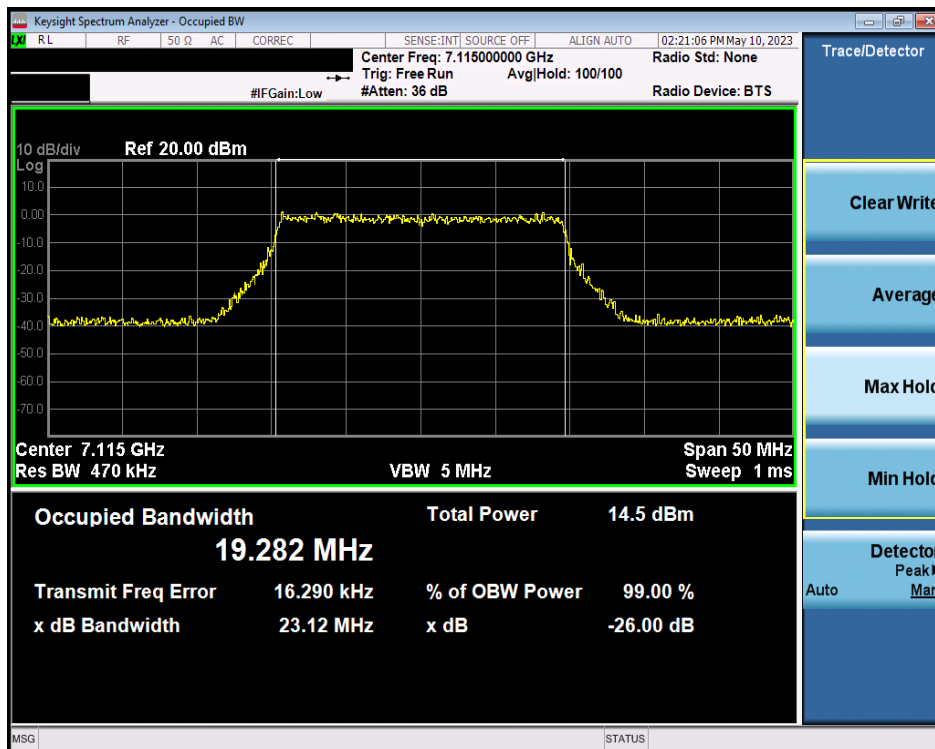 Keysight Spectrum Analyzer - Occupied BW
LXI RL RF 50 Ω AC CORREC SENSE:INT SOURCE OFF ALIGN AUTO 02:21:06 PM May 10, 2023
Center Freq: 7.115000000 GHz Radio Std: None
Trig: Free Run Avg|Hold: 100/100
#IFGain:Low #Atten: 36 dB Radio Device: BTS
Trace/Detector
10 dB/div Ref 20.00 dBm
Log
10.0
0.00
-10.0
-20.0
-30.0
-40.0
-50.0
-60.0
-70.0
Center 7.115 GHz Span 50 MHz
Res BW 470 kHz VBW 5 MHz Sweep 1 ms
Occupied Bandwidth Total Power 14.5 dBm
19.282 MHz
Transmit Freq Error 16.290 kHz % of OBW Power 99.00 %
x dB Bandwidth 23.12 MHz x dB -26.00 dB
Clear Write
Average
Max Hold
Min Hold
Detector
Peak
Auto Man
MSG STATUS